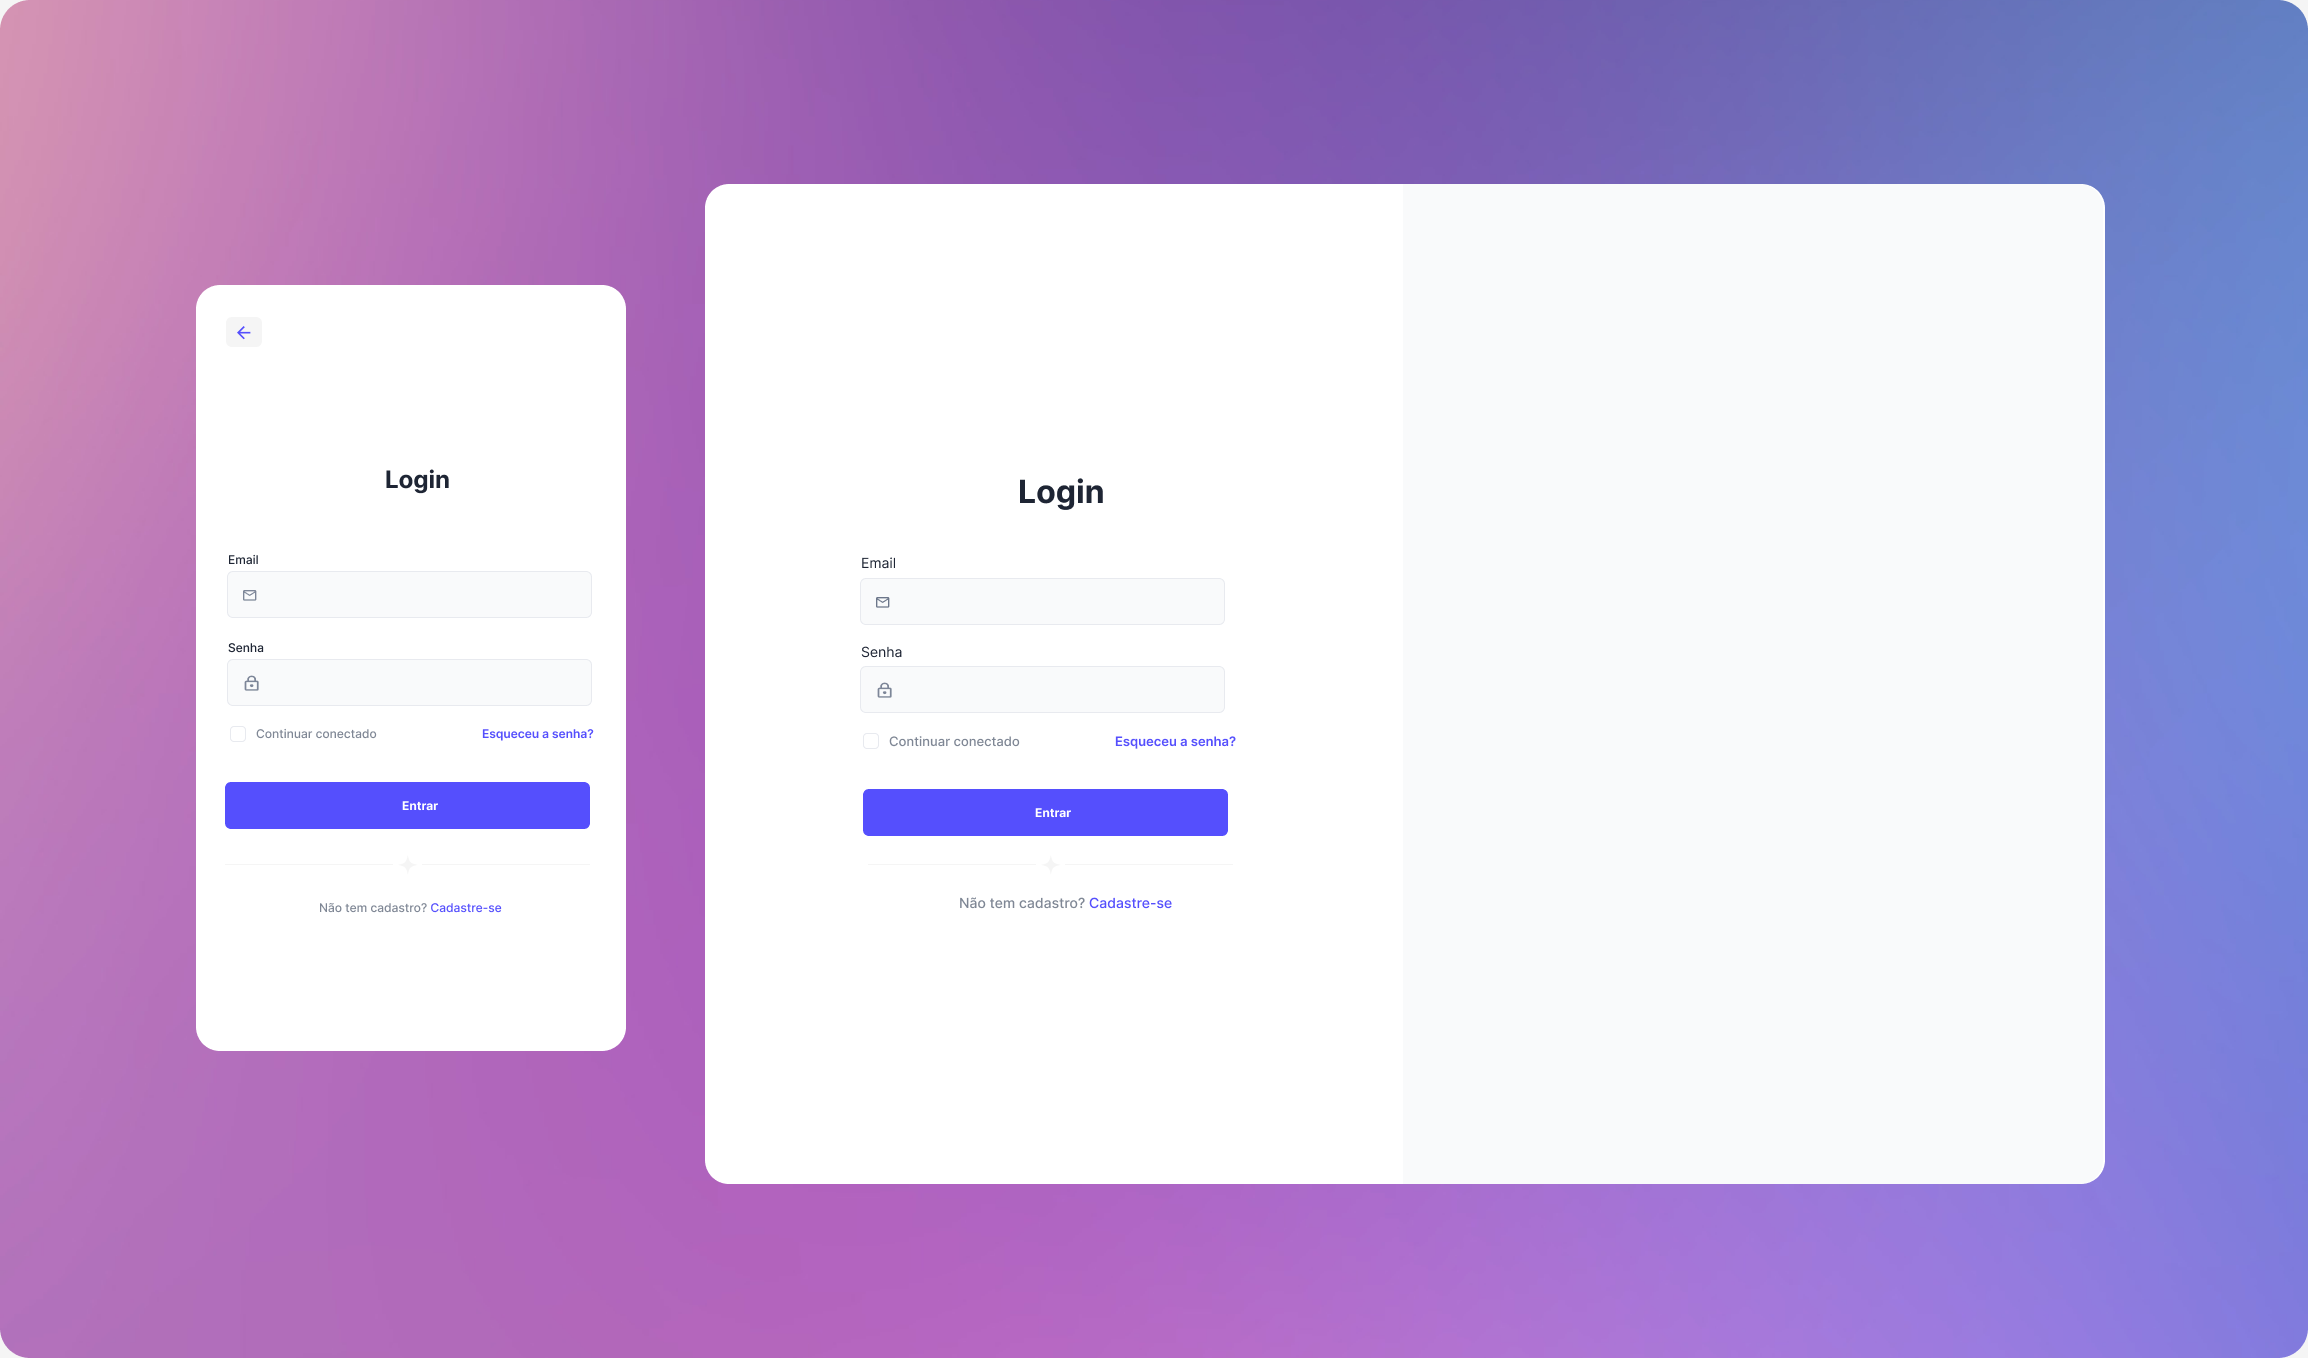 Login
Email
Senha
Continuar conectado Esqueceu a senha?
Entrar
Não tem cadastro? Cadastre-se
Login
Email
Senha
Continuar conectado Esqueceu a senha?
Entrar
Não tem cadastro? Cadastre-se